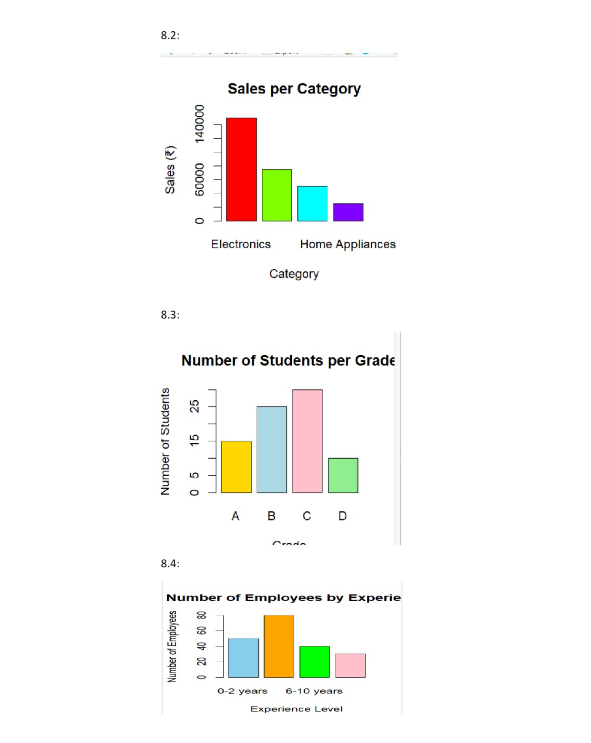 8.2:
Sales per Category
Sales (₹)
0 60000 140000
Electronics Home Appliances
Category
8.3:
Number of Students per Grade
Number of Students
0 5 15 25
A B C D
8.4:
Number of Employees by Experie
Number of Employees
0 20 40 60 80
0-2 years 6-10 years
Experience Level